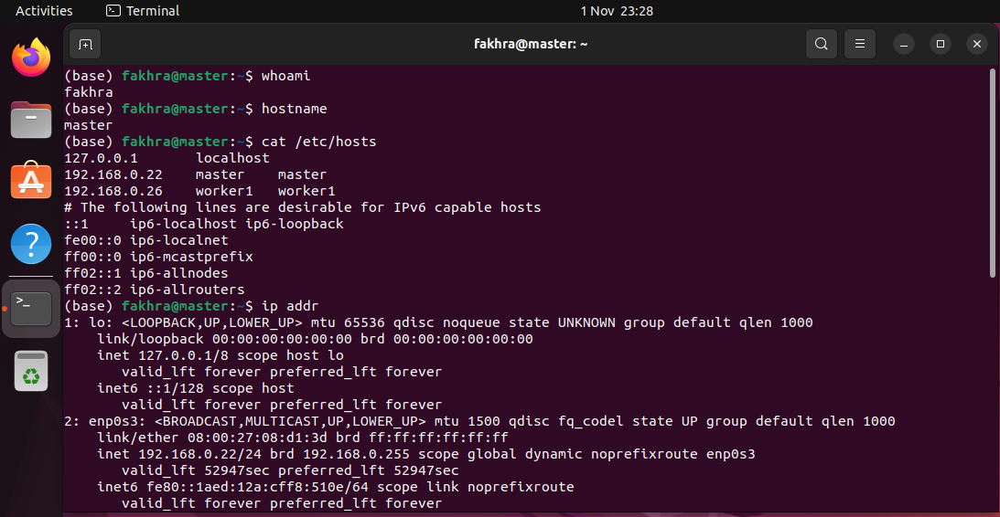 Activities Terminal 1 Nov 23:28
fakhra@master: ~
(base) fakhra@master:~$ whoami
fakhra
(base) fakhra@master:~$ hostname
master
(base) fakhra@master:~$ cat /etc/hosts
127.0.0.1       localhost
192.168.0.22    master    master
192.168.0.26    worker1   worker1
# The following lines are desirable for IPv6 capable hosts
::1     ip6-localhost ip6-loopback
fe00::0 ip6-localnet
ff00::0 ip6-mcastprefix
ff02::1 ip6-allnodes
ff02::2 ip6-allrouters
(base) fakhra@master:~$ ip addr
1: lo: <LOOPBACK,UP,LOWER_UP> mtu 65536 qdisc noqueue state UNKNOWN group default qlen 1000
    link/loopback 00:00:00:00:00:00 brd 00:00:00:00:00:00
    inet 127.0.0.1/8 scope host lo
       valid_lft forever preferred_lft forever
    inet6 ::1/128 scope host
       valid_lft forever preferred_lft forever
2: enp0s3: <BROADCAST,MULTICAST,UP,LOWER_UP> mtu 1500 qdisc fq_codel state UP group default qlen 1000
    link/ether 08:00:27:08:d1:3d brd ff:ff:ff:ff:ff:ff
    inet 192.168.0.22/24 brd 192.168.0.255 scope global dynamic noprefixroute enp0s3
       valid_lft 52947sec preferred_lft 52947sec
    inet6 fe80::1aed:12a:cff8:510e/64 scope link noprefixroute
       valid_lft forever preferred_lft forever